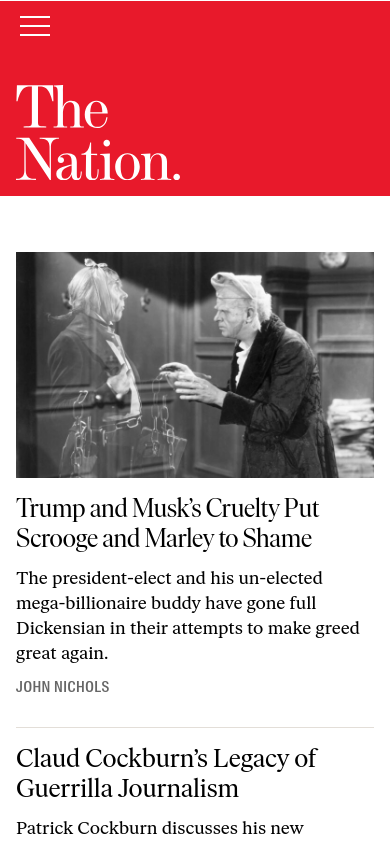 The
Nation.
Trump and Musk’s Cruelty Put
Scrooge and Marley to Shame
The president-elect and his un-elected
mega-billionaire buddy have gone full
Dickensian in their attempts to make greed
great again.
JOHN NICHOLS
Claud Cockburn’s Legacy of
Guerrilla Journalism
Patrick Cockburn discusses his new